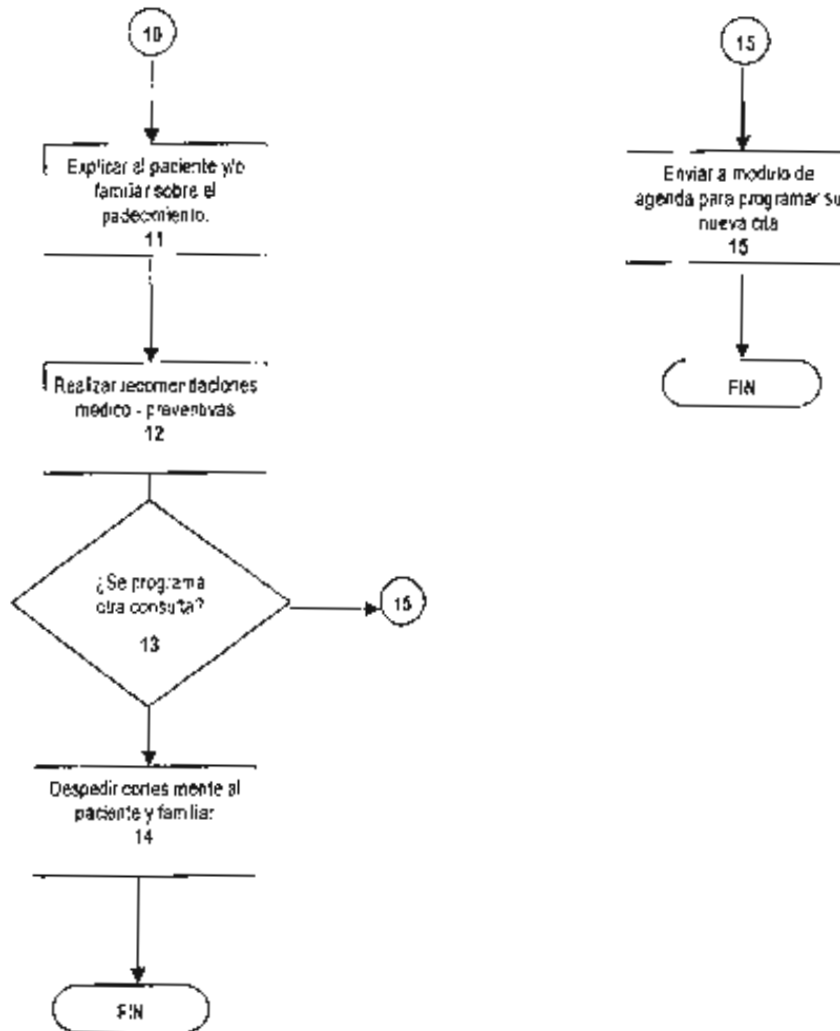 10
Explicar al paciente y/o
familiar sobre el
padecimiento.
11
Realizar recomendaciones
medico - preventivas
12
¿Se programa
otra consulta?
13
15
Despedir cortes mente al
paciente y familiar
14
FIN
15
Enviar a modulo de
agenda para programar su
nueva cita
15
FIN